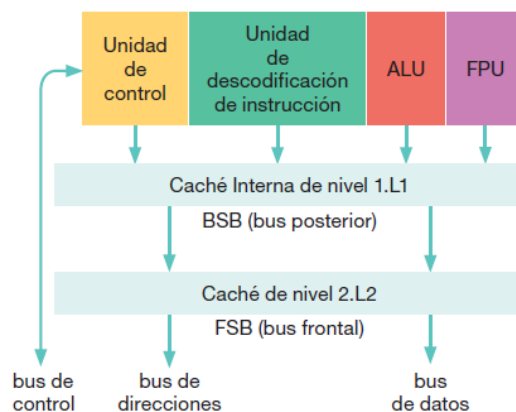 Unidad
de
control
Unidad
de
descodificación
de instrucción
ALU
FPU
Caché Interna de nivel 1.L1
BSB (bus posterior)
Caché de nivel 2.L2
FSB (bus frontal)
bus de
control
bus de
direcciones
bus
de datos